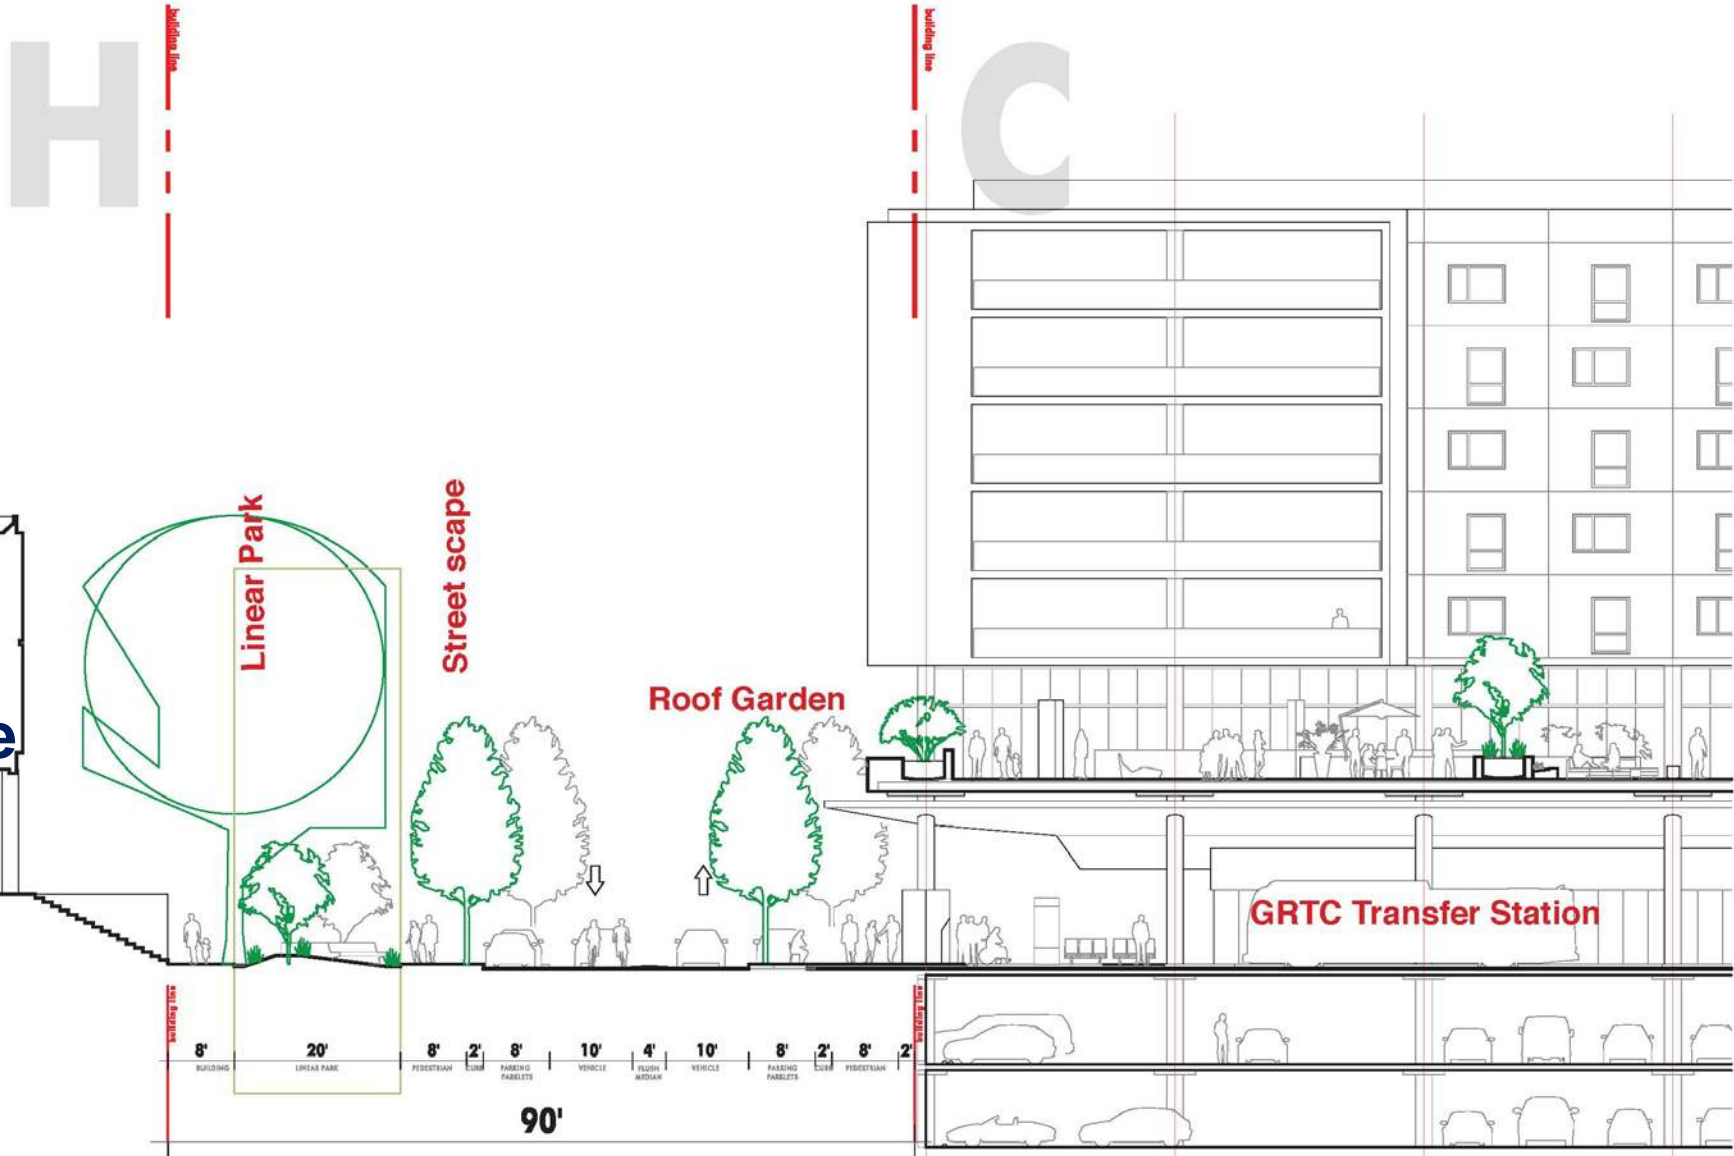 H
building line
building line
C
Linear Park
Street scape
Roof Garden
e
GRTC Transfer Station
building line
building line
8' 20' 8' 2' 8' 10' 4' 10' 8' 2' 8' 2'
BUILDING LINEAR PARK PEDESTRIAN CURB PARKING PARKLETS VEHICLE FLUSH MEDIAN VEHICLE PARKING PARKLETS CURB PEDESTRIAN
90'